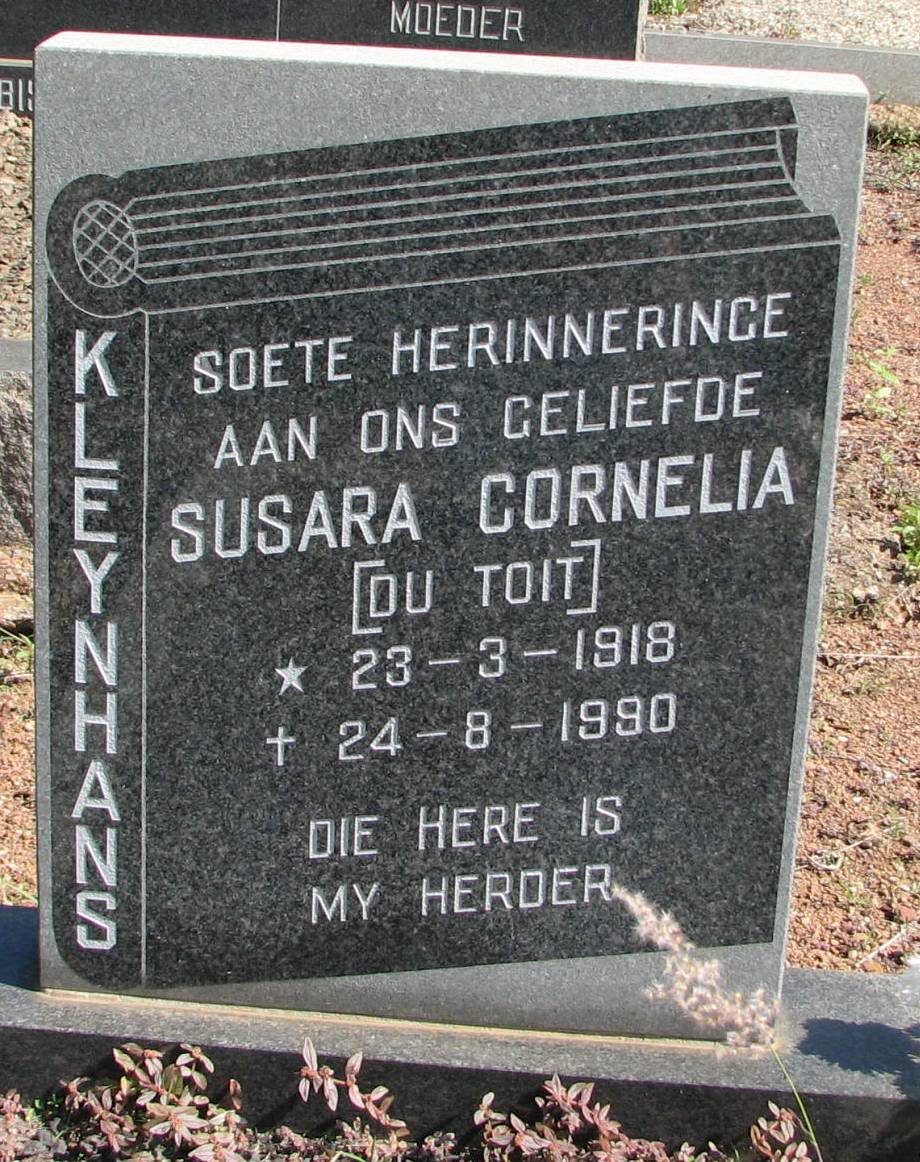 MOEDER
KLEYNHANS
SOETE HERINNERINGE
AAN ONS GELIEFDE
SUSARA CORNELIA
[DU TOIT]
★ 23-3-1918
† 24-8-1990
DIE HERE IS
MY HERDER